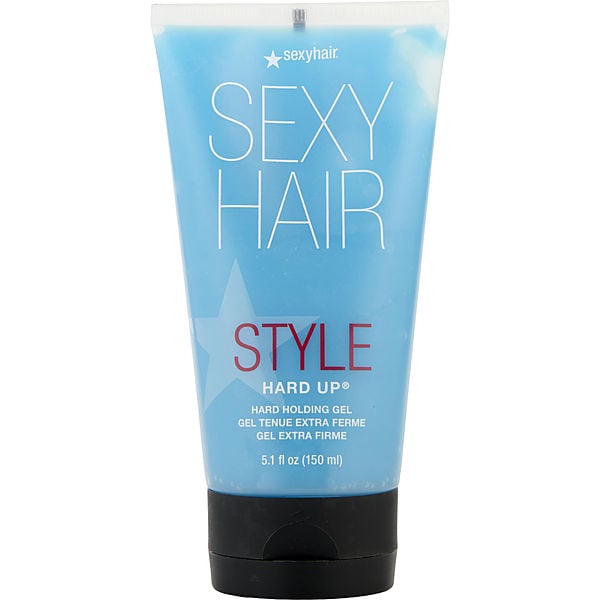 sexyhair.
SEXY
HAIR
STYLE
HARD UP®
HARD HOLDING GEL
GEL TENUE EXTRA FERME
GEL EXTRA FIRME
5.1 fl oz (150 ml)